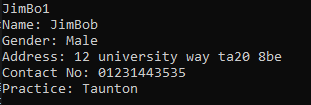 JimBo1
Name: JimBob
Gender: Male
Address: 12 university way ta20 8be
Contact No: 01231443535
Practice: Taunton